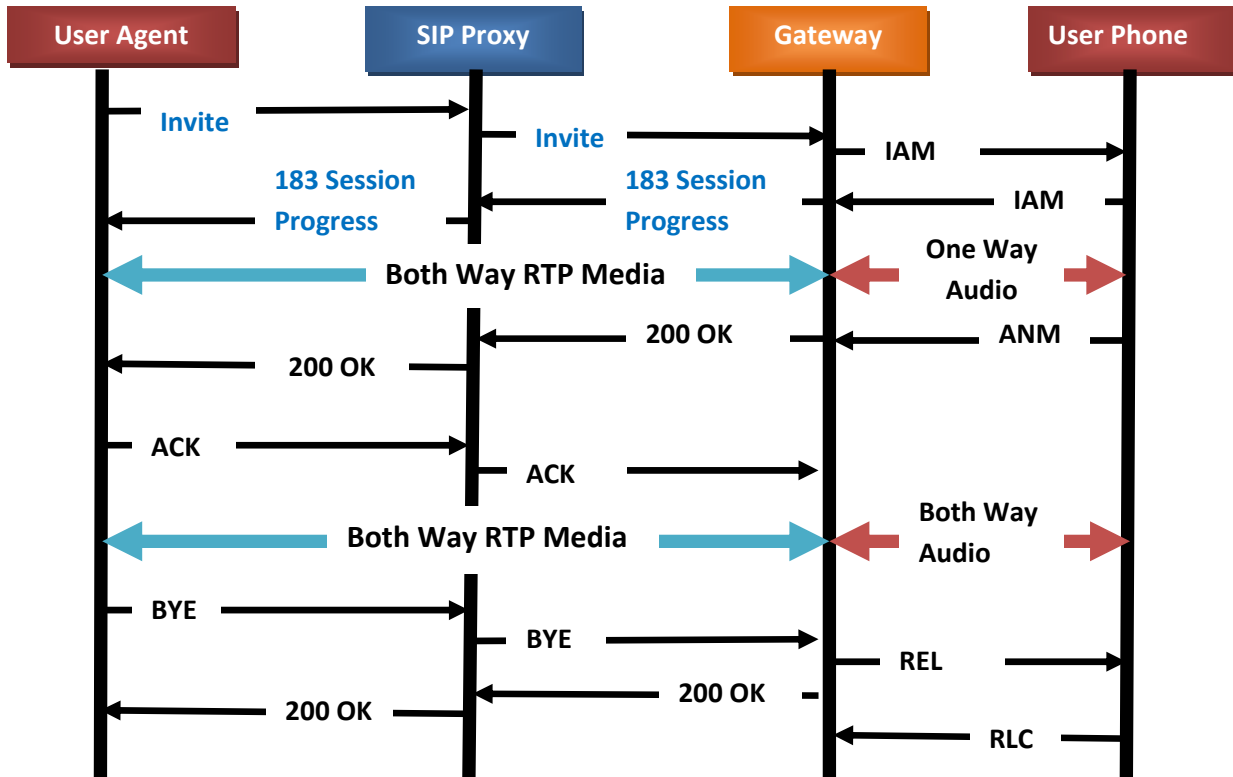 User Agent
SIP Proxy
Gateway
User Phone
Invite
Invite
IAM
183 Session
Progress
183 Session
Progress
IAM
Both Way RTP Media
One Way
Audio
200 OK
ANM
200 OK
ACK
ACK
Both Way RTP Media
Both Way
Audio
BYE
BYE
REL
200 OK
200 OK
RLC